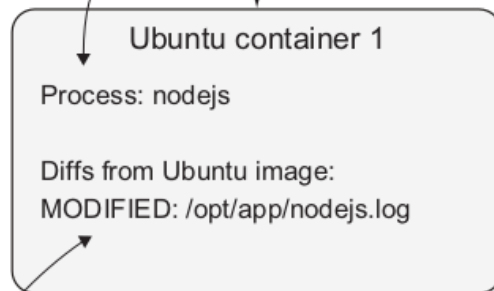 Ubuntu container 1
Process: nodejs
Diffs from Ubuntu image:
MODIFIED: /opt/app/nodejs.log